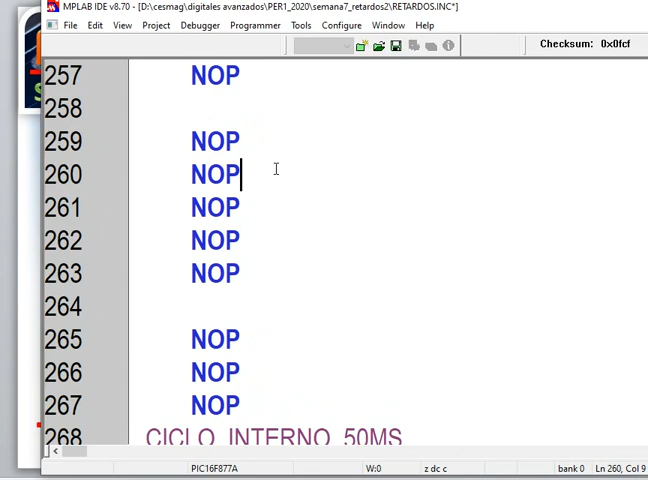 MPLAB IDE v8.70 - [D:\cesmag\digitales avanzados\PER1_2020\semana7_retardos2\RETARDOS.INC*]
File Edit View Project Debugger Programmer Tools Configure Window Help
Checksum: 0x0fcf
257 NOP
258
259 NOP
260 NOP
261 NOP
262 NOP
263 NOP
264
265 NOP
266 NOP
267 NOP
268 CICLO_INTERNO_50MS
PIC16F877A W:0 z dc c bank 0 Ln 260, Col 9